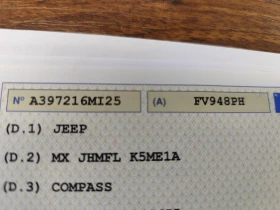 N° A397216MI25 (A) FV948PH
(D.1) JEEP
(D.2) MX JHMFL K5ME1A
(D.3) COMPASS